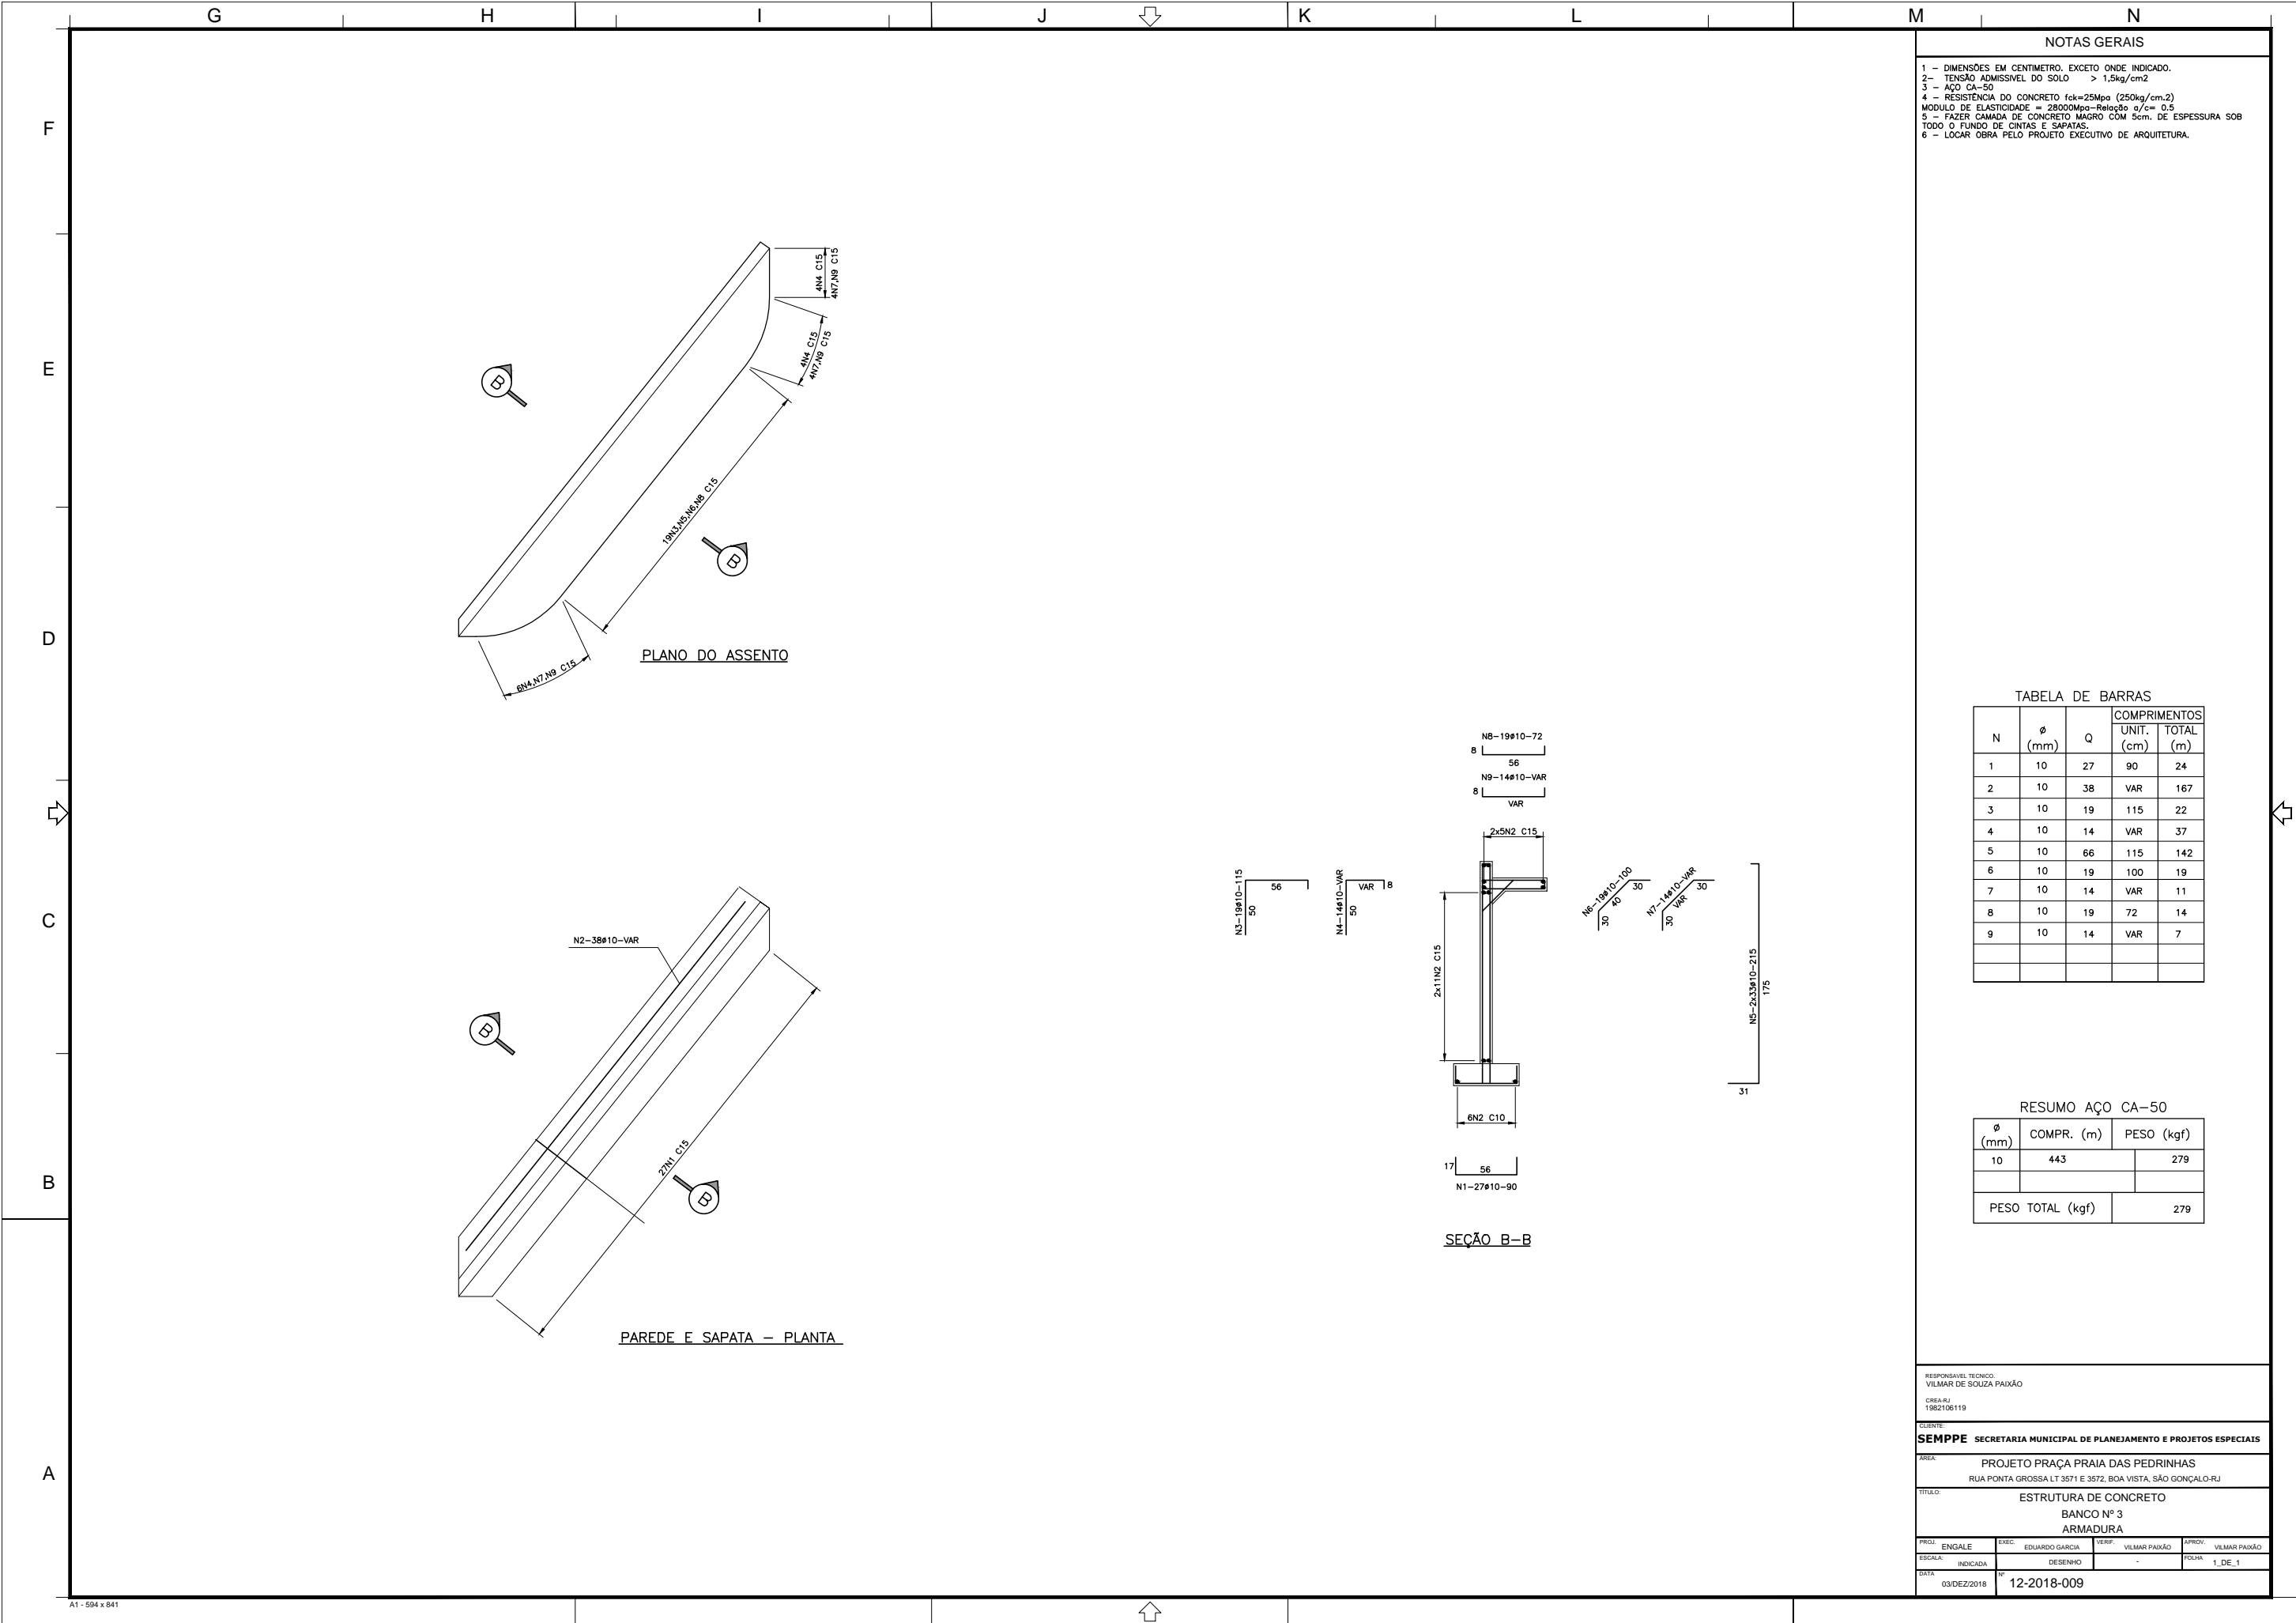 G H I J K L M N
F
E
D
C
B
A
NOTAS GERAIS
1 – DIMENSÕES EM CENTIMETRO. EXCETO ONDE INDICADO.
2– TENSÃO ADMISSIVEL DO SOLO > 1,5kg/cm2
3 – AÇO CA–50
4 – RESISTÊNCIA DO CONCRETO fck=25Mpa (250kg/cm.2)
MODULO DE ELASTICIDADE = 28000Mpa–Relação a/c= 0.5
5 – FAZER CAMADA DE CONCRETO MAGRO COM 5cm. DE ESPESSURA SOB
TODO O FUNDO DE CINTAS E SAPATAS.
6 – LOCAR OBRA PELO PROJETO EXECUTIVO DE ARQUITETURA.
4N4 C15
4N7,N9 C15
4N4 C15
4N7,N9 C15
B
19N3,N5,N6,N8 C15
B
6N4,N7,N9 C15
PLANO DO ASSENTO
N2–38ø10–VAR
B
27N1 C15
B
PAREDE E SAPATA – PLANTA
N8–19ø10–72
8
56
N9–14ø10–VAR
8
VAR
2x5N2 C15
N3–19ø10–115
50
56
N4–14ø10–VAR
50
VAR 8
2x11N2 C15
N6–19ø10–100
30
40
30
N7–14ø10–VAR
30
VAR
30
N5–2x33ø10–215
175
31
6N2 C10
17
56
N1–27ø10–90
SEÇÃO B–B
TABELA DE BARRAS
N ø (mm) Q COMPRIMENTOS
UNIT. (cm) TOTAL (m)
1 10 27 90 24
2 10 38 VAR 167
3 10 19 115 22
4 10 14 VAR 37
5 10 66 115 142
6 10 19 100 19
7 10 14 VAR 11
8 10 19 72 14
9 10 14 VAR 7
RESUMO AÇO CA–50
ø (mm) COMPR. (m) PESO (kgf)
10 443 279
PESO TOTAL (kgf) 279
RESPONSAVEL TECNICO.
VILMAR DE SOUZA PAIXÃO
CREA-RJ
1982106119
CLIENTE:
SEMPPE SECRETARIA MUNICIPAL DE PLANEJAMENTO E PROJETOS ESPECIAIS
ÁREA:
PROJETO PRAÇA PRAIA DAS PEDRINHAS
RUA PONTA GROSSA LT 3571 E 3572, BOA VISTA, SÃO GONÇALO-RJ
TÍTULO:
ESTRUTURA DE CONCRETO
BANCO Nº 3
ARMADURA
PROJ. ENGALE EXEC. EDUARDO GARCIA VERIF. VILMAR PAIXÃO APROV. VILMAR PAIXÃO
ESCALA: INDICADA DESENHO - FOLHA 1_DE_1
DATA 03/DEZ/2018 Nº 12-2018-009
A1 - 594 x 841